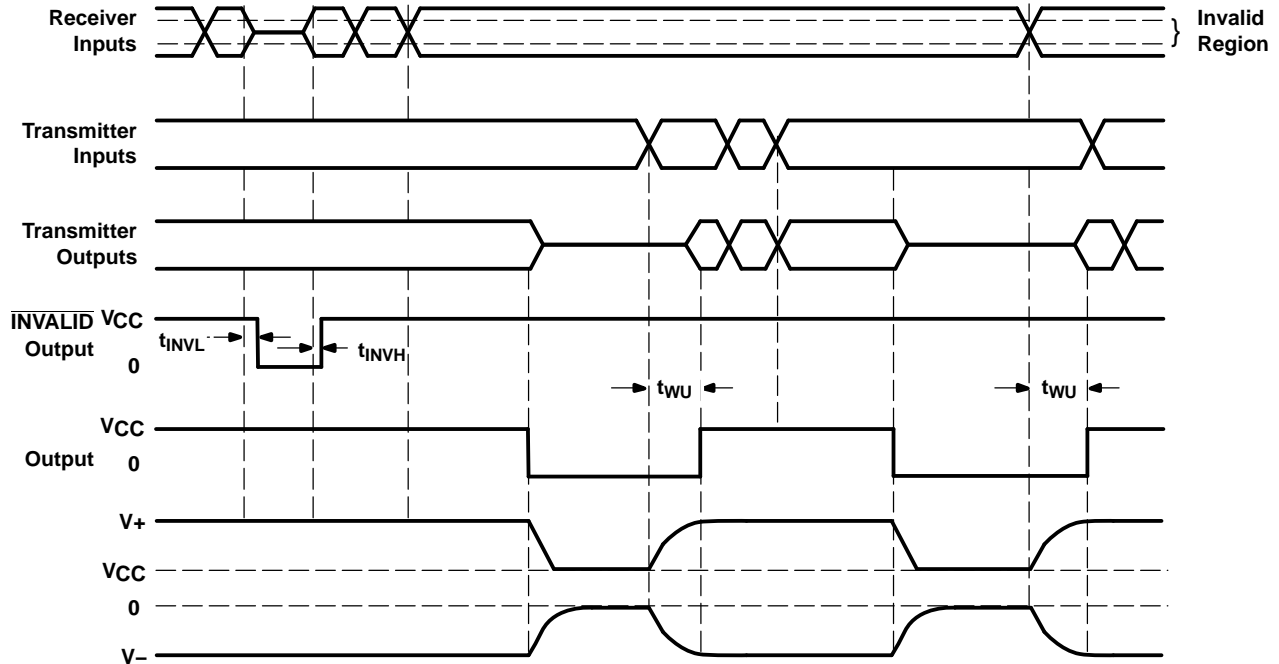 Receiver
Inputs
Invalid
Region
}
Transmitter
Inputs
Transmitter
Outputs
INVALID
Output
VCC
0
tINVL
tINVH
tWU
tWU
Output
VCC
0
V+
VCC
0
V–